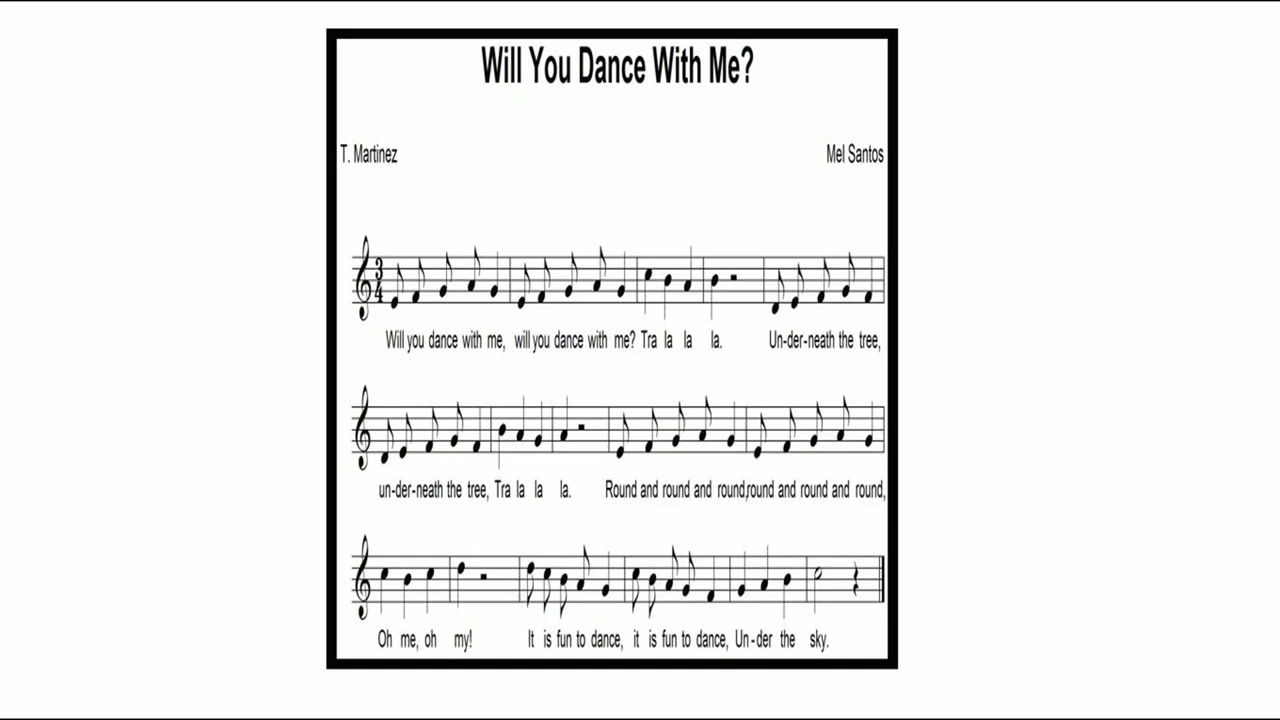 Will You Dance With Me?
T. Martinez
Mel Santos
3
4
Will you dance with me, will you dance with me? Tra la la la. Un-der-neath the tree,
un-der-neath the tree, Tra la la la. Round and round and round,round and round and round,
Oh me, oh my! It is fun to dance, it is fun to dance, Un-der the sky.